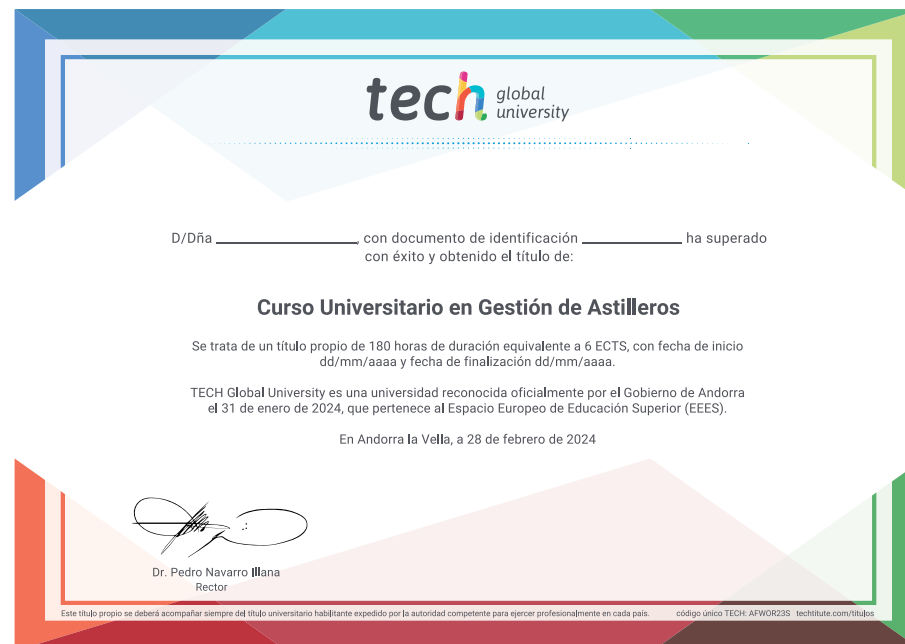 tech global university
D/Dña ____________________, con documento de identificación ______________ ha superado
con éxito y obtenido el título de:
Curso Universitario en Gestión de Astilleros
Se trata de un título propio de 180 horas de duración equivalente a 6 ECTS, con fecha de inicio
dd/mm/aaaa y fecha de finalización dd/mm/aaaa.
TECH Global University es una universidad reconocida oficialmente por el Gobierno de Andorra
el 31 de enero de 2024, que pertenece al Espacio Europeo de Educación Superior (EEES).
En Andorra la Vella, a 28 de febrero de 2024
Dr. Pedro Navarro Illana
Rector
Este título propio se deberá acompañar siempre del título universitario habilitante expedido por la autoridad competente para ejercer profesionalmente en cada país. código único TECH: AFWOR23S techtitute.com/titulos